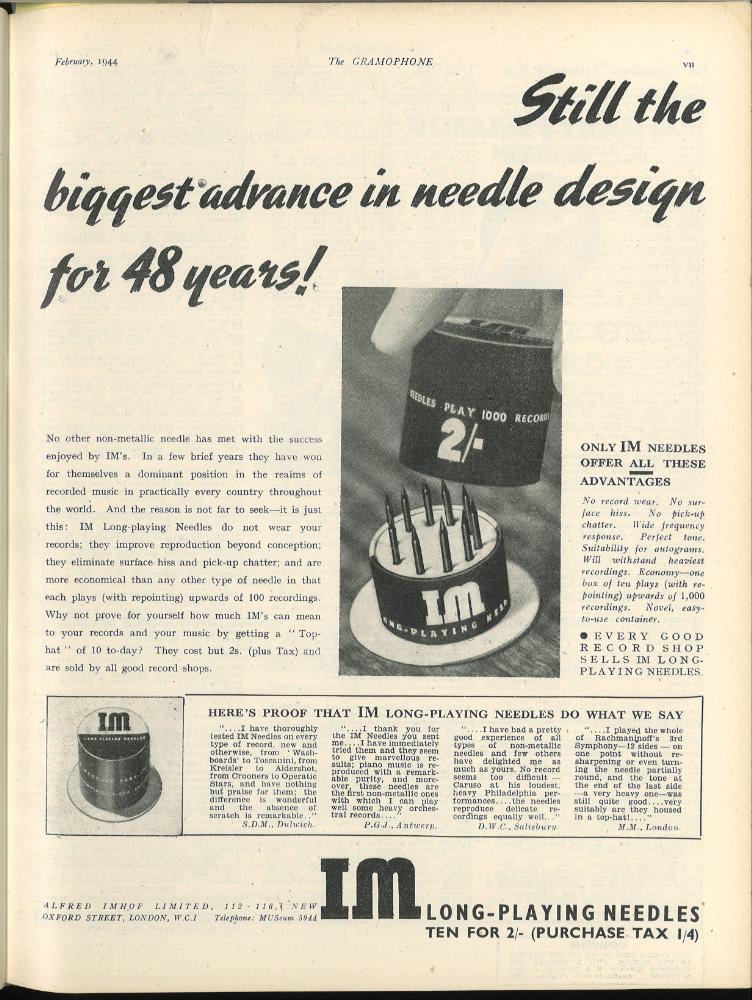 February, 1944
The GRAMOPHONE
VII
Still the
biggest advance in needle design
for 48 years!
NEEDLES PLAY 1000 RECORDS
2/-
IM
No other non-metallic needle has met with the success
enjoyed by IM's. In a few brief years they have won
for themselves a dominant position in the realms of
recorded music in practically every country throughout
the world. And the reason is not far to seek—it is just
this: IM Long-playing Needles do not wear your
records; they improve reproduction beyond conception;
they eliminate surface hiss and pick-up chatter; and are
more economical than any other type of needle in that
each plays (with repointing) upwards of 100 recordings.
Why not prove for yourself how much IM's can mean
to your records and your music by getting a "Top-
hat" of 10 to-day? They cost but 2s. (plus Tax) and
are sold by all good record shops.
ONLY IM NEEDLES
OFFER ALL THESE
ADVANTAGES
No record wear. No sur-
face hiss. No pick-up
chatter. Wide frequency
response. Perfect tone.
Suitability for autograms.
Will withstand heaviest
recordings. Economy—one
box of ten plays (with re-
pointing) upwards of 1,000
recordings. Novel, easy-
to-use container.
● EVERY GOOD
RECORD SHOP
SELLS IM LONG-
PLAYING NEEDLES.
IM
LONG PLAYING NEEDLES
HERE'S PROOF THAT IM LONG-PLAYING NEEDLES DO WHAT WE SAY
"....I have thoroughly
tested IM Needles on every
type of record, new and
otherwise, from 'Wash-
boards' to Toscanini, from
Kreisler to Aldershot,
from Crooners to Operatic
Stars, and have nothing
but praise for them; the
difference is wonderful
and the absence of
scratch is remarkable.."
S.D.M., Dulwich.
"....I thank you for
the IM Needles you sent
me....I have immediately
tried them and they seem
to give marvellous re-
sults; piano music is re-
produced with a remark-
able purity, and more-
over, these needles are
the first non-metallic ones
with which I can play
well some heavy orches-
tral records...."
P.G.J., Antwerp.
"....I have had a pretty
good experience of all
types of non-metallic
needles and few others
have delighted me as
much as yours. No record
seems too difficult —
Caruso at his loudest,
heavy Philadelphia per-
formances....the needles
reproduce delicate re-
cordings equally well..."
D.W.C., Salisbury.
"....I played the whole
of Rachmaninoff's 3rd
Symphony—12 sides — on
one point without re-
sharpening or even turn-
ing the needle partially
round, and the tone at
the end of the last side
—a very heavy one—was
still quite good....very
suitably are they housed
in a top-hat!...."
M.M., London.
ALFRED IMHOF LIMITED, 112 - 116, NEW
OXFORD STREET, LONDON, W.C.1 Telephone: MUSeum 5944
IM LONG-PLAYING NEEDLES
TEN FOR 2/- (PURCHASE TAX 1/4)